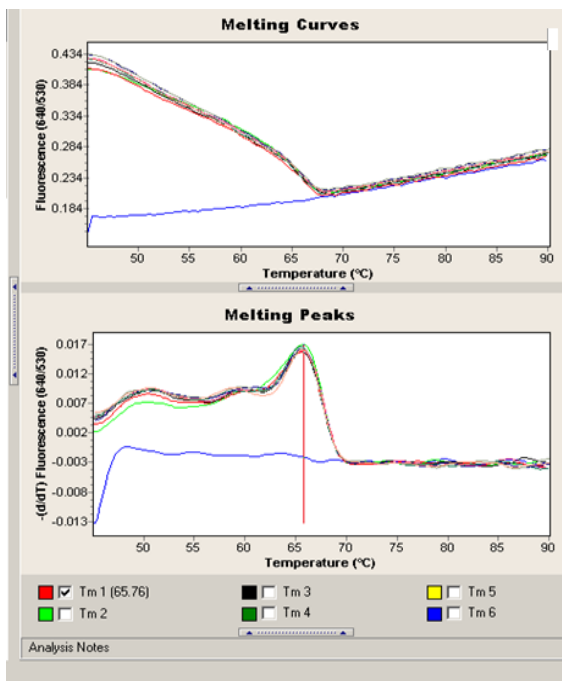 Melting Curves
Fluorescence (640/530)
0.434
0.384
0.334
0.284
0.234
0.184
50 55 60 65 70 75 80 85 90
Temperature (ºC)
Melting Peaks
-(d/dT) Fluorescence (640/530)
0.017
0.012
0.007
0.002
-0.003
-0.008
-0.013
50 55 60 65 70 75 80 85 90
Temperature (ºC)
Tm 1 (65.76) Tm 3 Tm 5
Tm 2 Tm 4 Tm 6
Analysis Notes